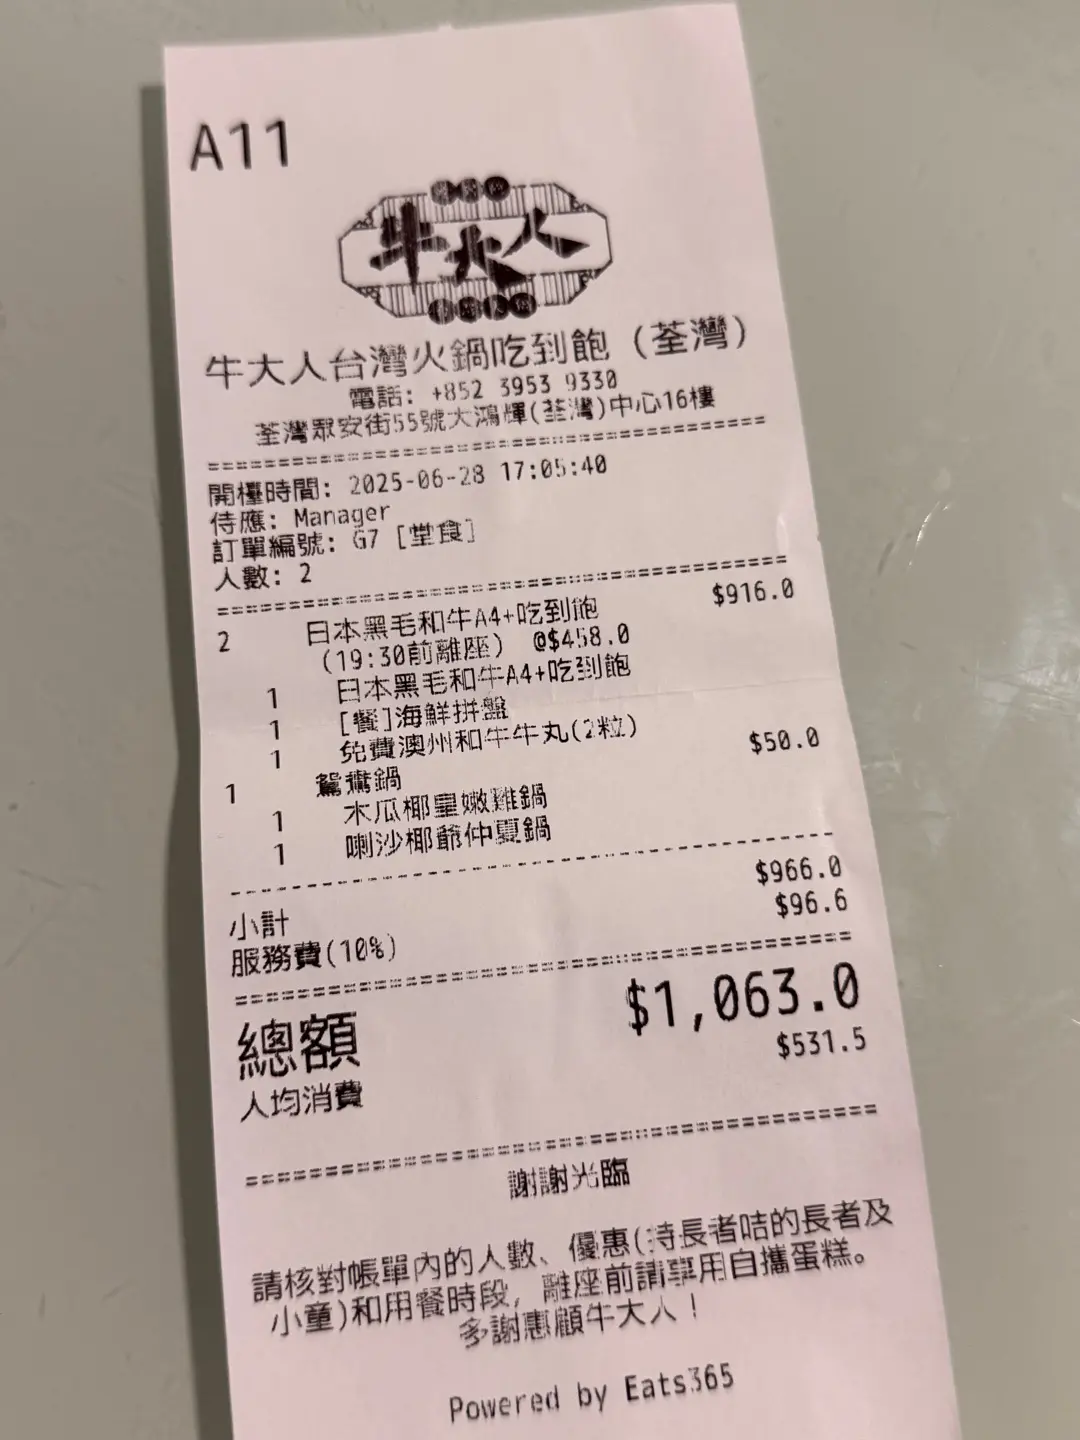 A11
牛大人
牛大人台灣火鍋吃到飽 (荃灣)
電話: +852 3953 9330
荃灣眾安街55號大鴻輝(荃灣)中心16樓
開檯時間: 2025-06-28 17:05:40
侍應: Manager
訂單編號: G7 [堂食]
人數: 2
2 日本黑毛和牛A4+吃到飽 $916.0
(19:30前離座) @$458.0
1 日本黑毛和牛A4+吃到飽
1 [餐]海鮮拼盤
1 免費澳州和牛牛丸(2粒)
1 鴛鴦鍋 $50.0
1 木瓜椰皇嫩雞鍋
1 喇沙椰爺仲夏鍋
小計 $966.0
服務費(10%) $96.6
總額 $1,063.0
人均消費 $531.5
謝謝光臨
請核對帳單內的人數、優惠(持長者咭的長者及
小童)和用餐時段, 離座前請享用自攜蛋糕。
多謝惠顧牛大人!
Powered by Eats365